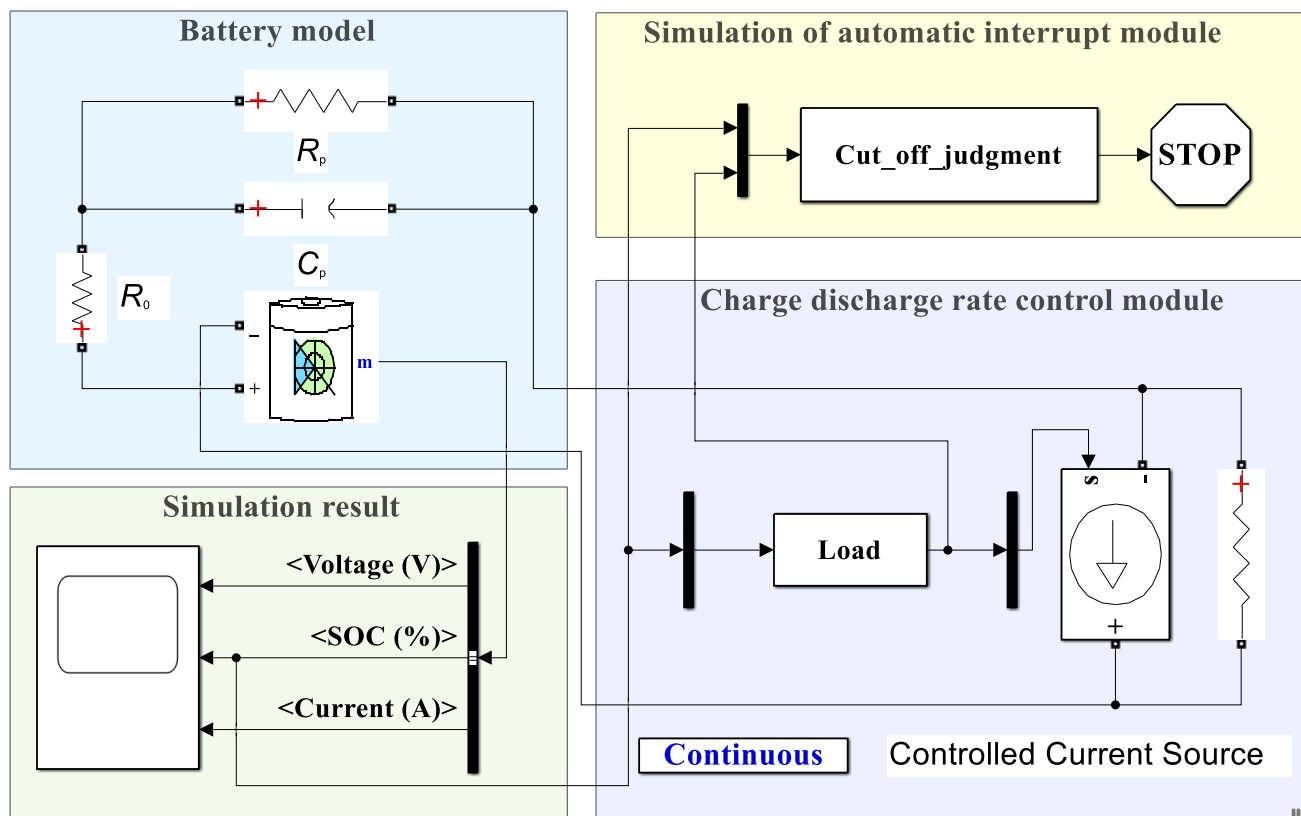 Battery model
+
Rp
+
Cp
R0
+
−
m
+
Simulation of automatic interrupt module
Cut_off_judgment
STOP
Charge discharge rate control module
s
-
+
Load
+
Continuous
Controlled Current Source
Simulation result
<Voltage (V)>
<SOC (%)>
<Current (A)>